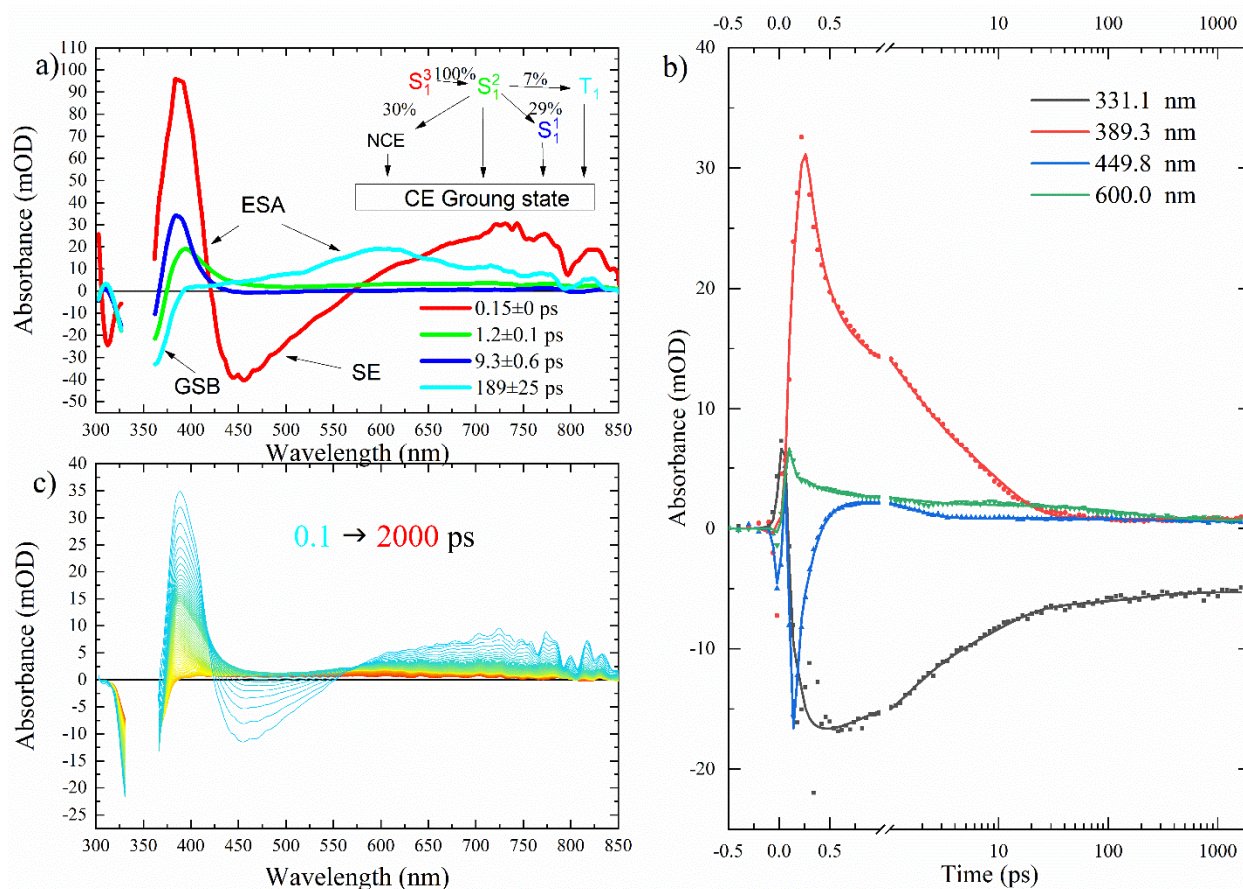 a)
Absorbance (mOD)
110
100
90
80
70
60
50
40
30
20
10
0
-10
-20
-30
-40
-50
S₁³ 100% S₁² 7% T₁
30% 29%
NCE S₁¹
CE Groung state
ESA
GSB
SE
0.15±0 ps
1.2±0.1 ps
9.3±0.6 ps
189±25 ps
300 350 400 450 500 550 600 650 700 750 800 850
Wavelength (nm)
c)
Absorbance (mOD)
40
35
30
25
20
15
10
5
0
-5
-10
-15
-20
-25
0.1 → 2000 ps
300 350 400 450 500 550 600 650 700 750 800 850
Wavelength (nm)
b)
-0.5 0.0 0.5 10 100 1000
Absorbance (mOD)
40
30
20
10
0
-10
-20
331.1 nm
389.3 nm
449.8 nm
600.0 nm
-0.5 0.0 0.5 10 100 1000
Time (ps)